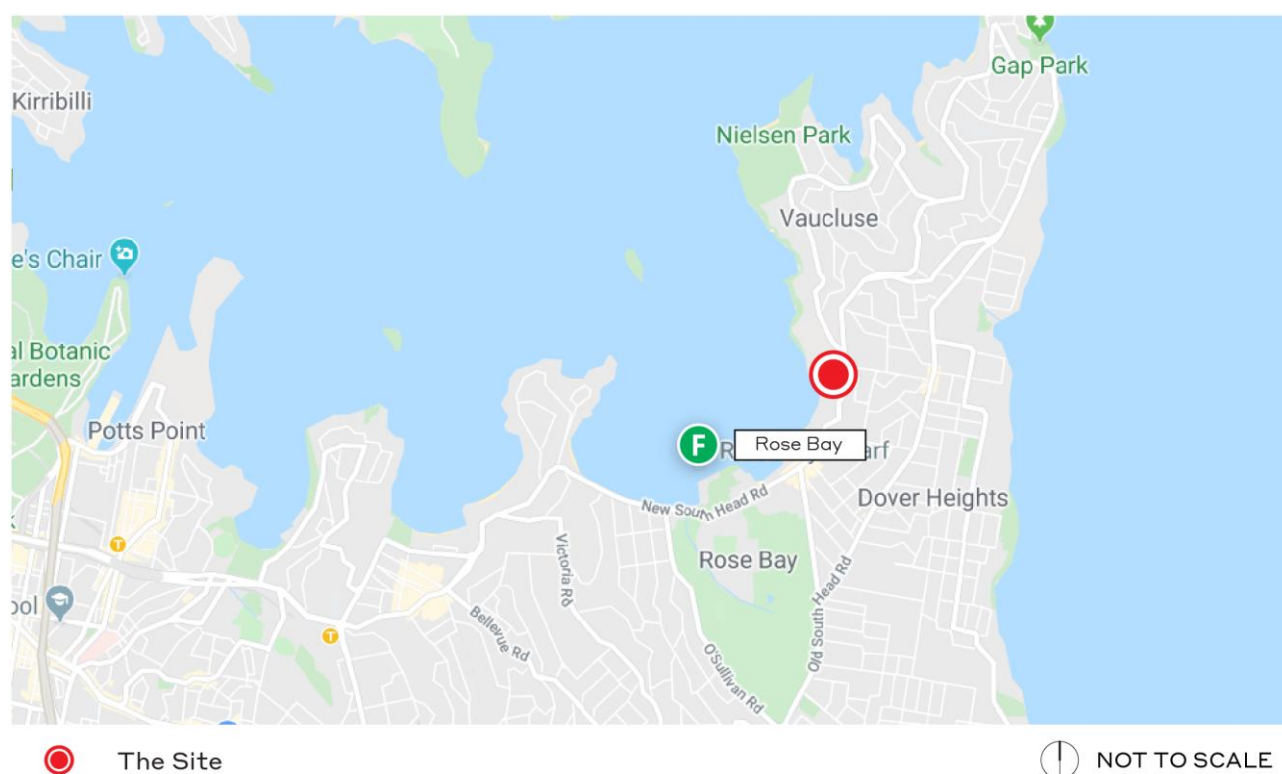 Gap Park
Kirribilli
Nielsen Park
Vaucluse
e's Chair
al Botanic
ardens
Potts Point
F
Rose Bay
arf
Dover Heights
New South Head Rd
Rose Bay
Victoria Rd
Bellevue Rd
O'Sullivan Rd
Old South Head Rd
T
T
ool
The Site
NOT TO SCALE